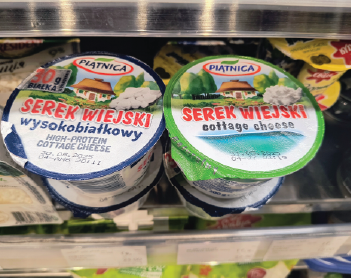 PIĄTNICA
SEREK WIEJSKI
wysokobiałkowy
HIGH-PROTEIN
COTTAGE CHEESE
PIĄTNICA
SEREK WIEJSKI
cottage cheese